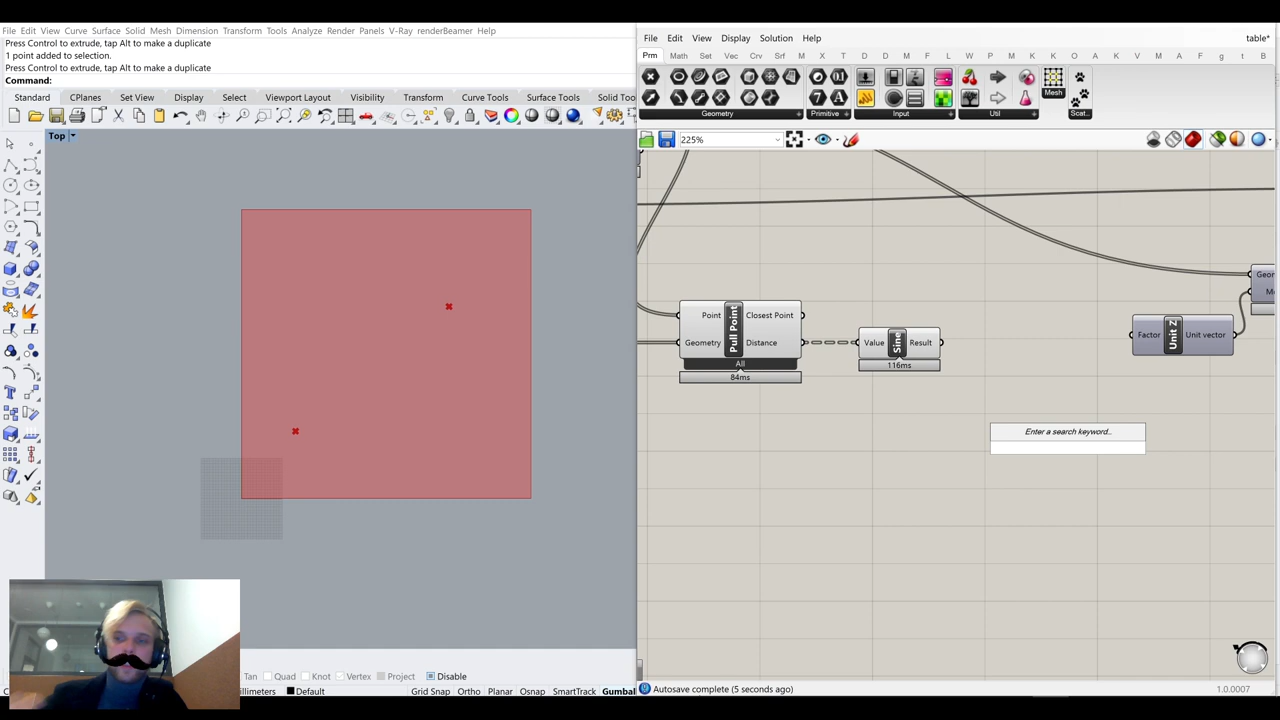 File Edit View Curve Surface Solid Mesh Dimension Transform Tools Analyze Render Panels V-Ray renderBeamer Help
Press Control to extrude, tap Alt to make a duplicate
1 point added to selection.
Press Control to extrude, tap Alt to make a duplicate
Command:
Standard CPlanes Set View Display Select Viewport Layout Visibility Transform Curve Tools Surface Tools Solid Too
Top
Tan Quad Knot Vertex Project Disable
illimeters Default Grid Snap Ortho Planar Osnap SmartTrack Gumball
File Edit View Display Solution Help table*
Prm Math Set Vec Crv Srf Mesh Int Trm Dis
Geometry Primitive Input Util
Mesh
Scat..
225%
Point Closest Point
Pull Point
Geometry Distance
All
84ms
Value Sine Result
116ms
Factor Unit Z Unit vector
Geor
Enter a search keyword..
Autosave complete (5 seconds ago) 1.0.0007